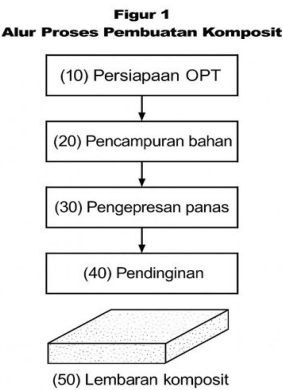 Figur 1
Alur Proses Pembuatan Komposit
(10) Persiapaan OPT
(20) Pencampuran bahan
(30) Pengepresan panas
(40) Pendinginan
(50) Lembaran komposit